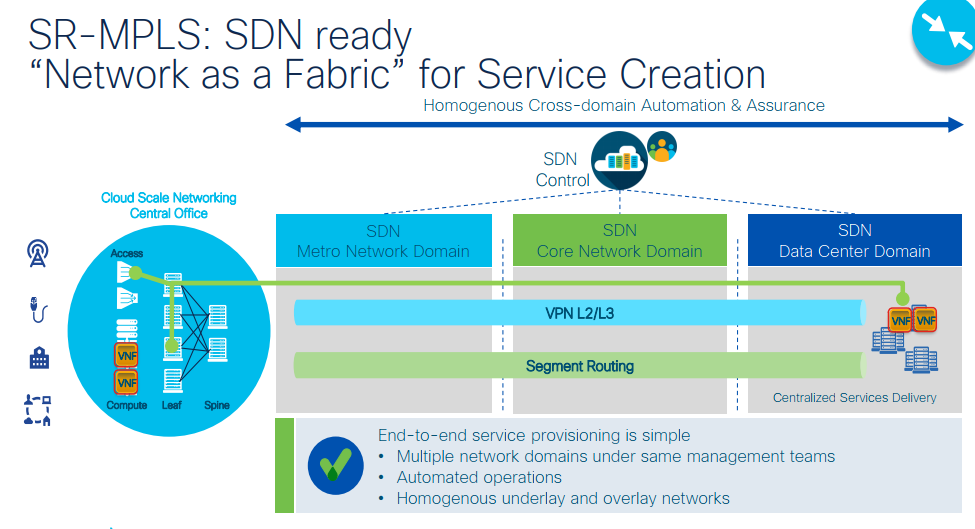 SR-MPLS: SDN ready
“Network as a Fabric” for Service Creation
Homogenous Cross-domain Automation & Assurance
SDN
Control
Cloud Scale Networking
Central Office
SDN
Metro Network Domain
SDN
Core Network Domain
SDN
Data Center Domain
Access
VPN L2/L3
VNF
VNF
VNF
VNF
Segment Routing
Compute
Leaf
Spine
Centralized Services Delivery
End-to-end service provisioning is simple
• Multiple network domains under same management teams
• Automated operations
• Homogenous underlay and overlay networks